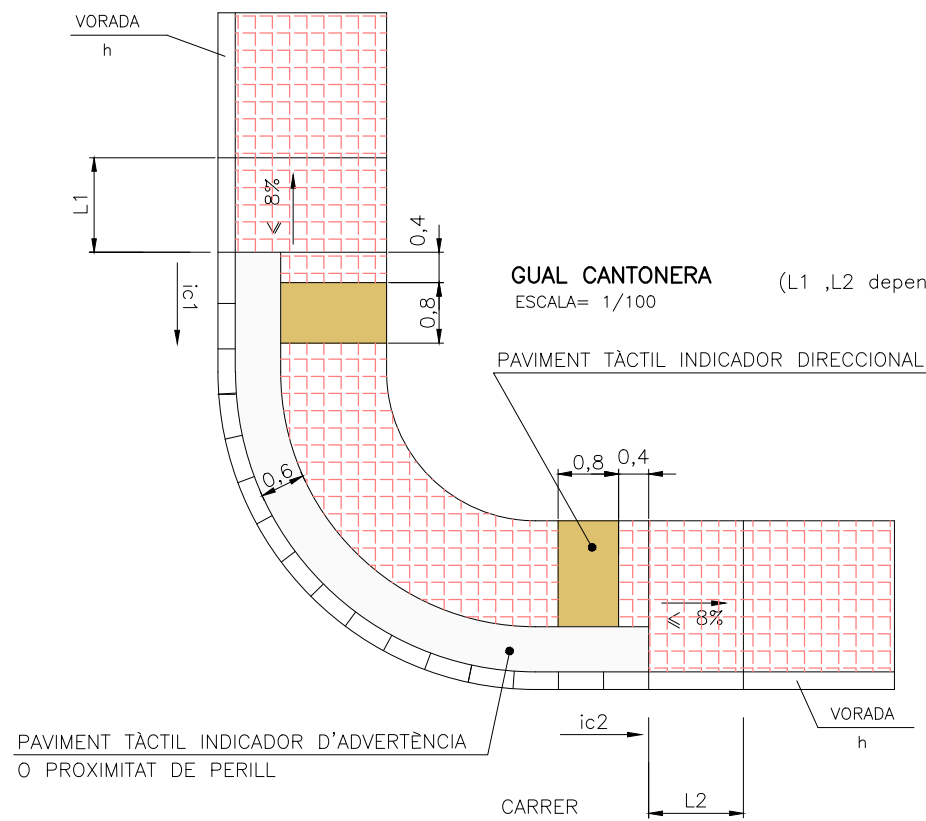 VORADA
h
L1
⩽ 8%
0,4
ic1
0,8
GUAL CANTONERA
(L1 ,L2 depen
ESCALA= 1/100
PAVIMENT TÀCTIL INDICADOR DIRECCIONAL
0,6
0,8
0,4
⩽ 8%
ic2
VORADA
h
PAVIMENT TÀCTIL INDICADOR D'ADVERTÈNCIA
O PROXIMITAT DE PERILL
CARRER
L2